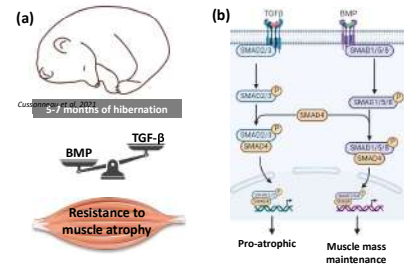 (a)
Cussonneau et al, 2021
5-7 months of hibernation
BMP
TGF-β
Resistance to
muscle atrophy
(b)
TGFβ
BMP
SMAD2/3
SMAD1/5/8
P
SMAD2/3
P
SMAD1/5/8
SMAD4
P
SMAD2/3
SMAD4
P
SMAD1/5/8
SMAD4
P
P
Pro-atrophic
Muscle mass
maintenance